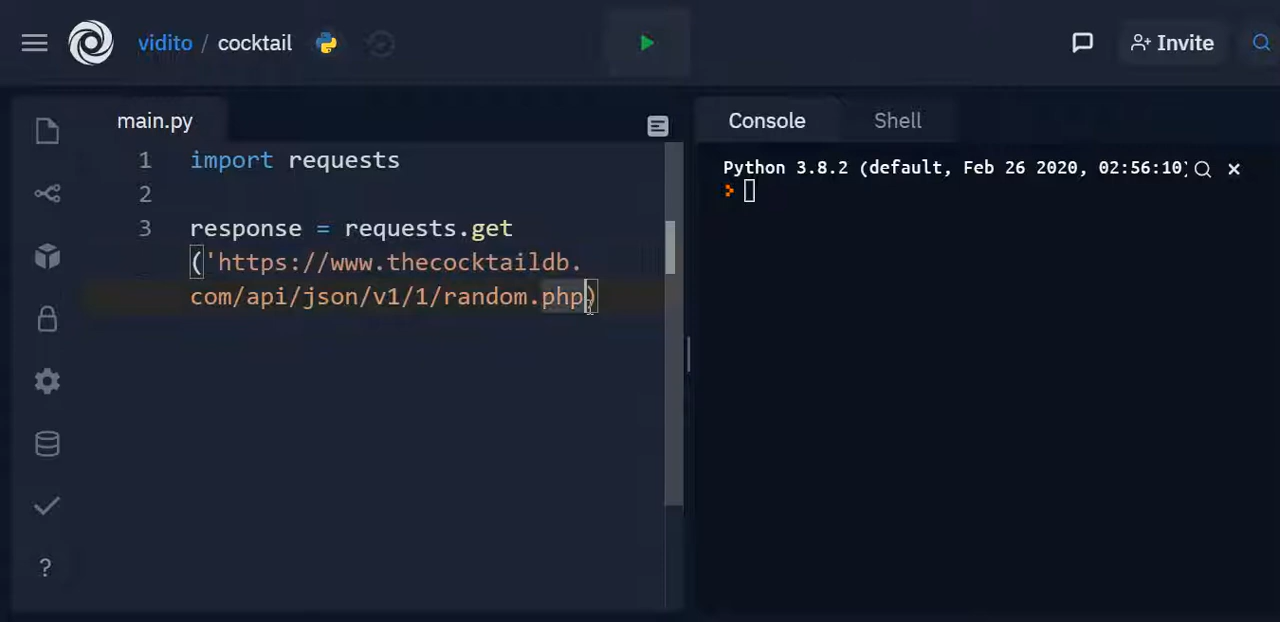 vidito / cocktail
Invite
main.py
Console
Shell
1 import requests
2
3 response = requests.get
('https://www.thecocktaildb.
com/api/json/v1/1/random.php)
Python 3.8.2 (default, Feb 26 2020, 02:56:10)
?